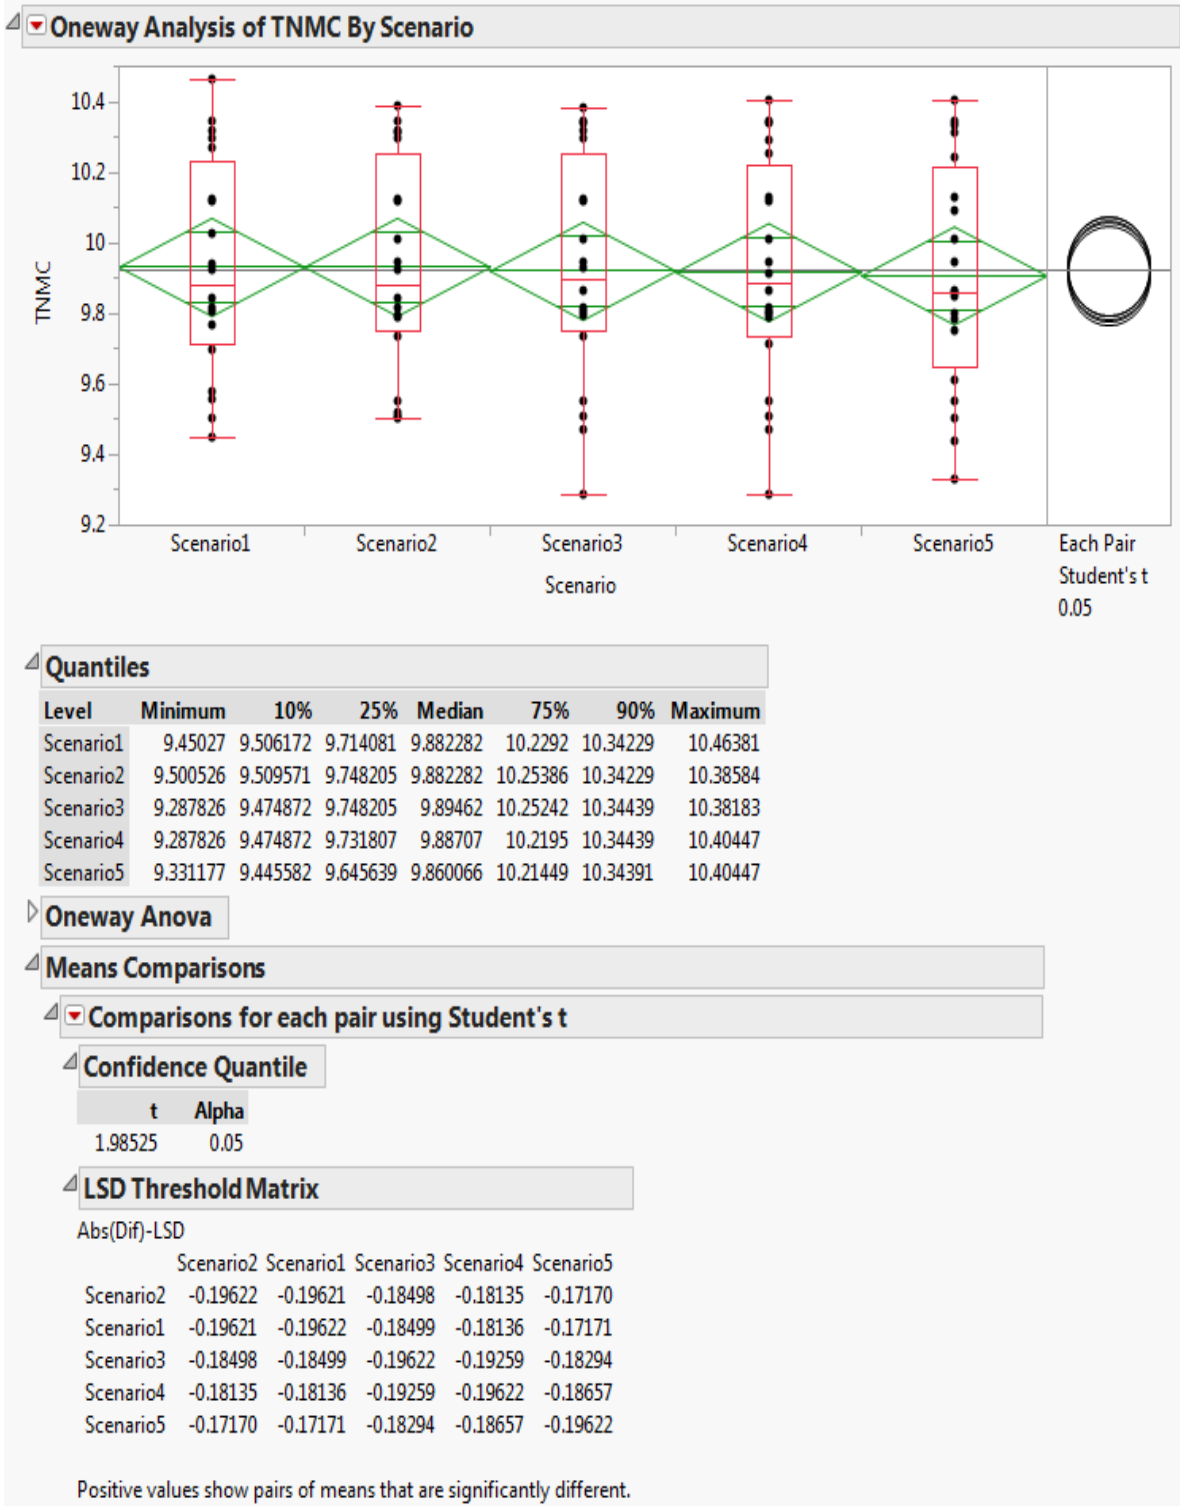 Oneway Analysis of TNMC By Scenario
10.4
10.2
10
9.8
9.6
9.4
9.2
TNMC
Scenario1 Scenario2 Scenario3 Scenario4 Scenario5
Scenario
Each Pair
Student's t
0.05
Quantiles
Level Minimum 10% 25% Median 75% 90% Maximum
Scenario1 9.45027 9.506172 9.714081 9.882282 10.2292 10.34229 10.46381
Scenario2 9.500526 9.509571 9.748205 9.882282 10.25386 10.34229 10.38584
Scenario3 9.287826 9.474872 9.748205 9.89462 10.25242 10.34439 10.38183
Scenario4 9.287826 9.474872 9.731807 9.88707 10.2195 10.34439 10.40447
Scenario5 9.331177 9.445582 9.645639 9.860066 10.21449 10.34391 10.40447
Oneway Anova
Means Comparisons
Comparisons for each pair using Student's t
Confidence Quantile
t Alpha
1.98525 0.05
LSD Threshold Matrix
Abs(Dif)-LSD
Scenario2 Scenario1 Scenario3 Scenario4 Scenario5
Scenario2 -0.19622 -0.19621 -0.18498 -0.18135 -0.17170
Scenario1 -0.19621 -0.19622 -0.18499 -0.18136 -0.17171
Scenario3 -0.18498 -0.18499 -0.19622 -0.19259 -0.18294
Scenario4 -0.18135 -0.18136 -0.19259 -0.19622 -0.18657
Scenario5 -0.17170 -0.17171 -0.18294 -0.18657 -0.19622
Positive values show pairs of means that are significantly different.